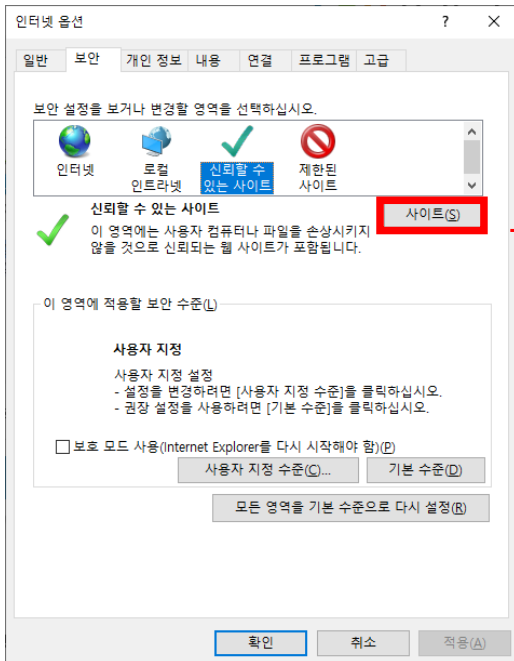 인터넷 옵션
일반 보안 개인 정보 내용 연결 프로그램 고급
보안 설정을 보거나 변경할 영역을 선택하십시오.
인터넷
로컬
인트라넷
신뢰할 수
있는 사이트
제한된
사이트
신뢰할 수 있는 사이트
이 영역에는 사용자 컴퓨터나 파일을 손상시키지
않을 것으로 신뢰되는 웹 사이트가 포함됩니다.
사이트(S)
이 영역에 적용할 보안 수준(L)
사용자 지정
사용자 지정 설정
- 설정을 변경하려면 [사용자 지정 수준]을 클릭하십시오.
- 권장 설정을 사용하려면 [기본 수준]을 클릭하십시오.
보호 모드 사용(Internet Explorer를 다시 시작해야 함)(P)
사용자 지정 수준(C)... 기본 수준(D)
모든 영역을 기본 수준으로 다시 설정(R)
확인 취소 적용(A)